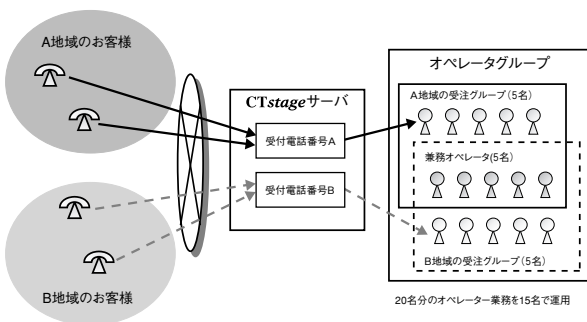 A地域のお客様
B地域のお客様
CTstageサーバ
受付電話番号A
受付電話番号B
オペレータグループ
A地域の受注グループ(5名)
兼務オペレータ(5名)
B地域の受注グループ(5名)
20名分のオペレーター業務を15名で運用